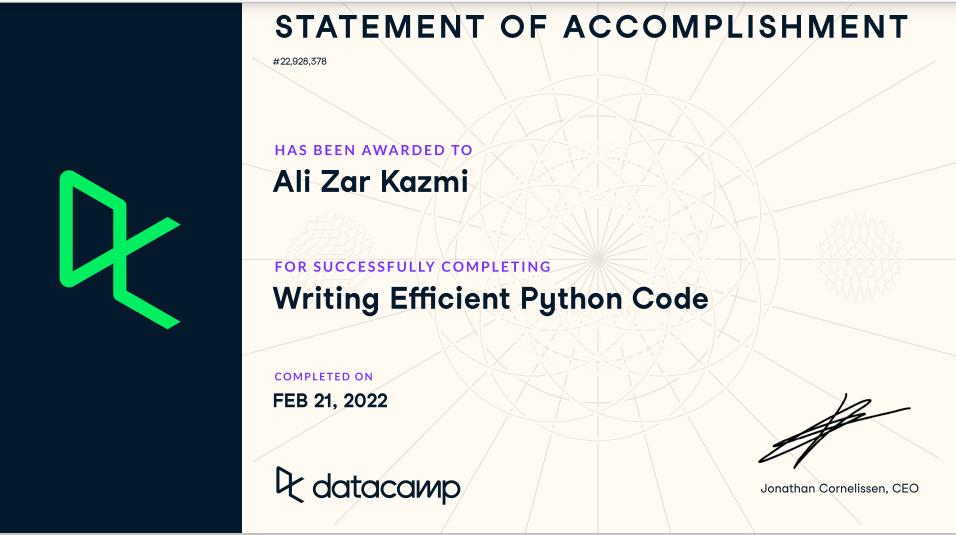 STATEMENT OF ACCOMPLISHMENT
#22,928,378
HAS BEEN AWARDED TO
Ali Zar Kazmi
FOR SUCCESSFULLY COMPLETING
Writing Efficient Python Code
COMPLETED ON
FEB 21, 2022
datacamp
Jonathan Cornelissen, CEO